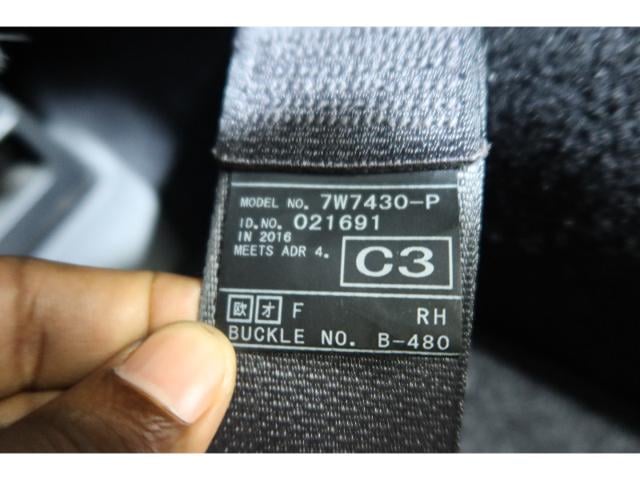 MODEL NO. 7W7430-P
ID.NO. 021691
IN 2016
MEETS ADR 4.
C3
欧 オ F RH
BUCKLE NO. B-480